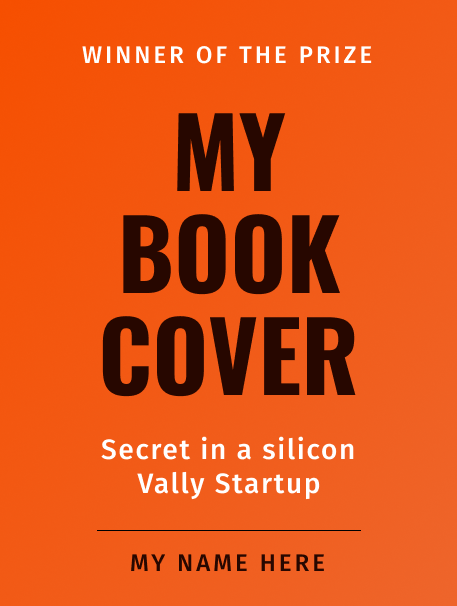 WINNER OF THE PRIZE
MY
BOOK
COVER
Secret in a silicon
Vally Startup
MY NAME HERE